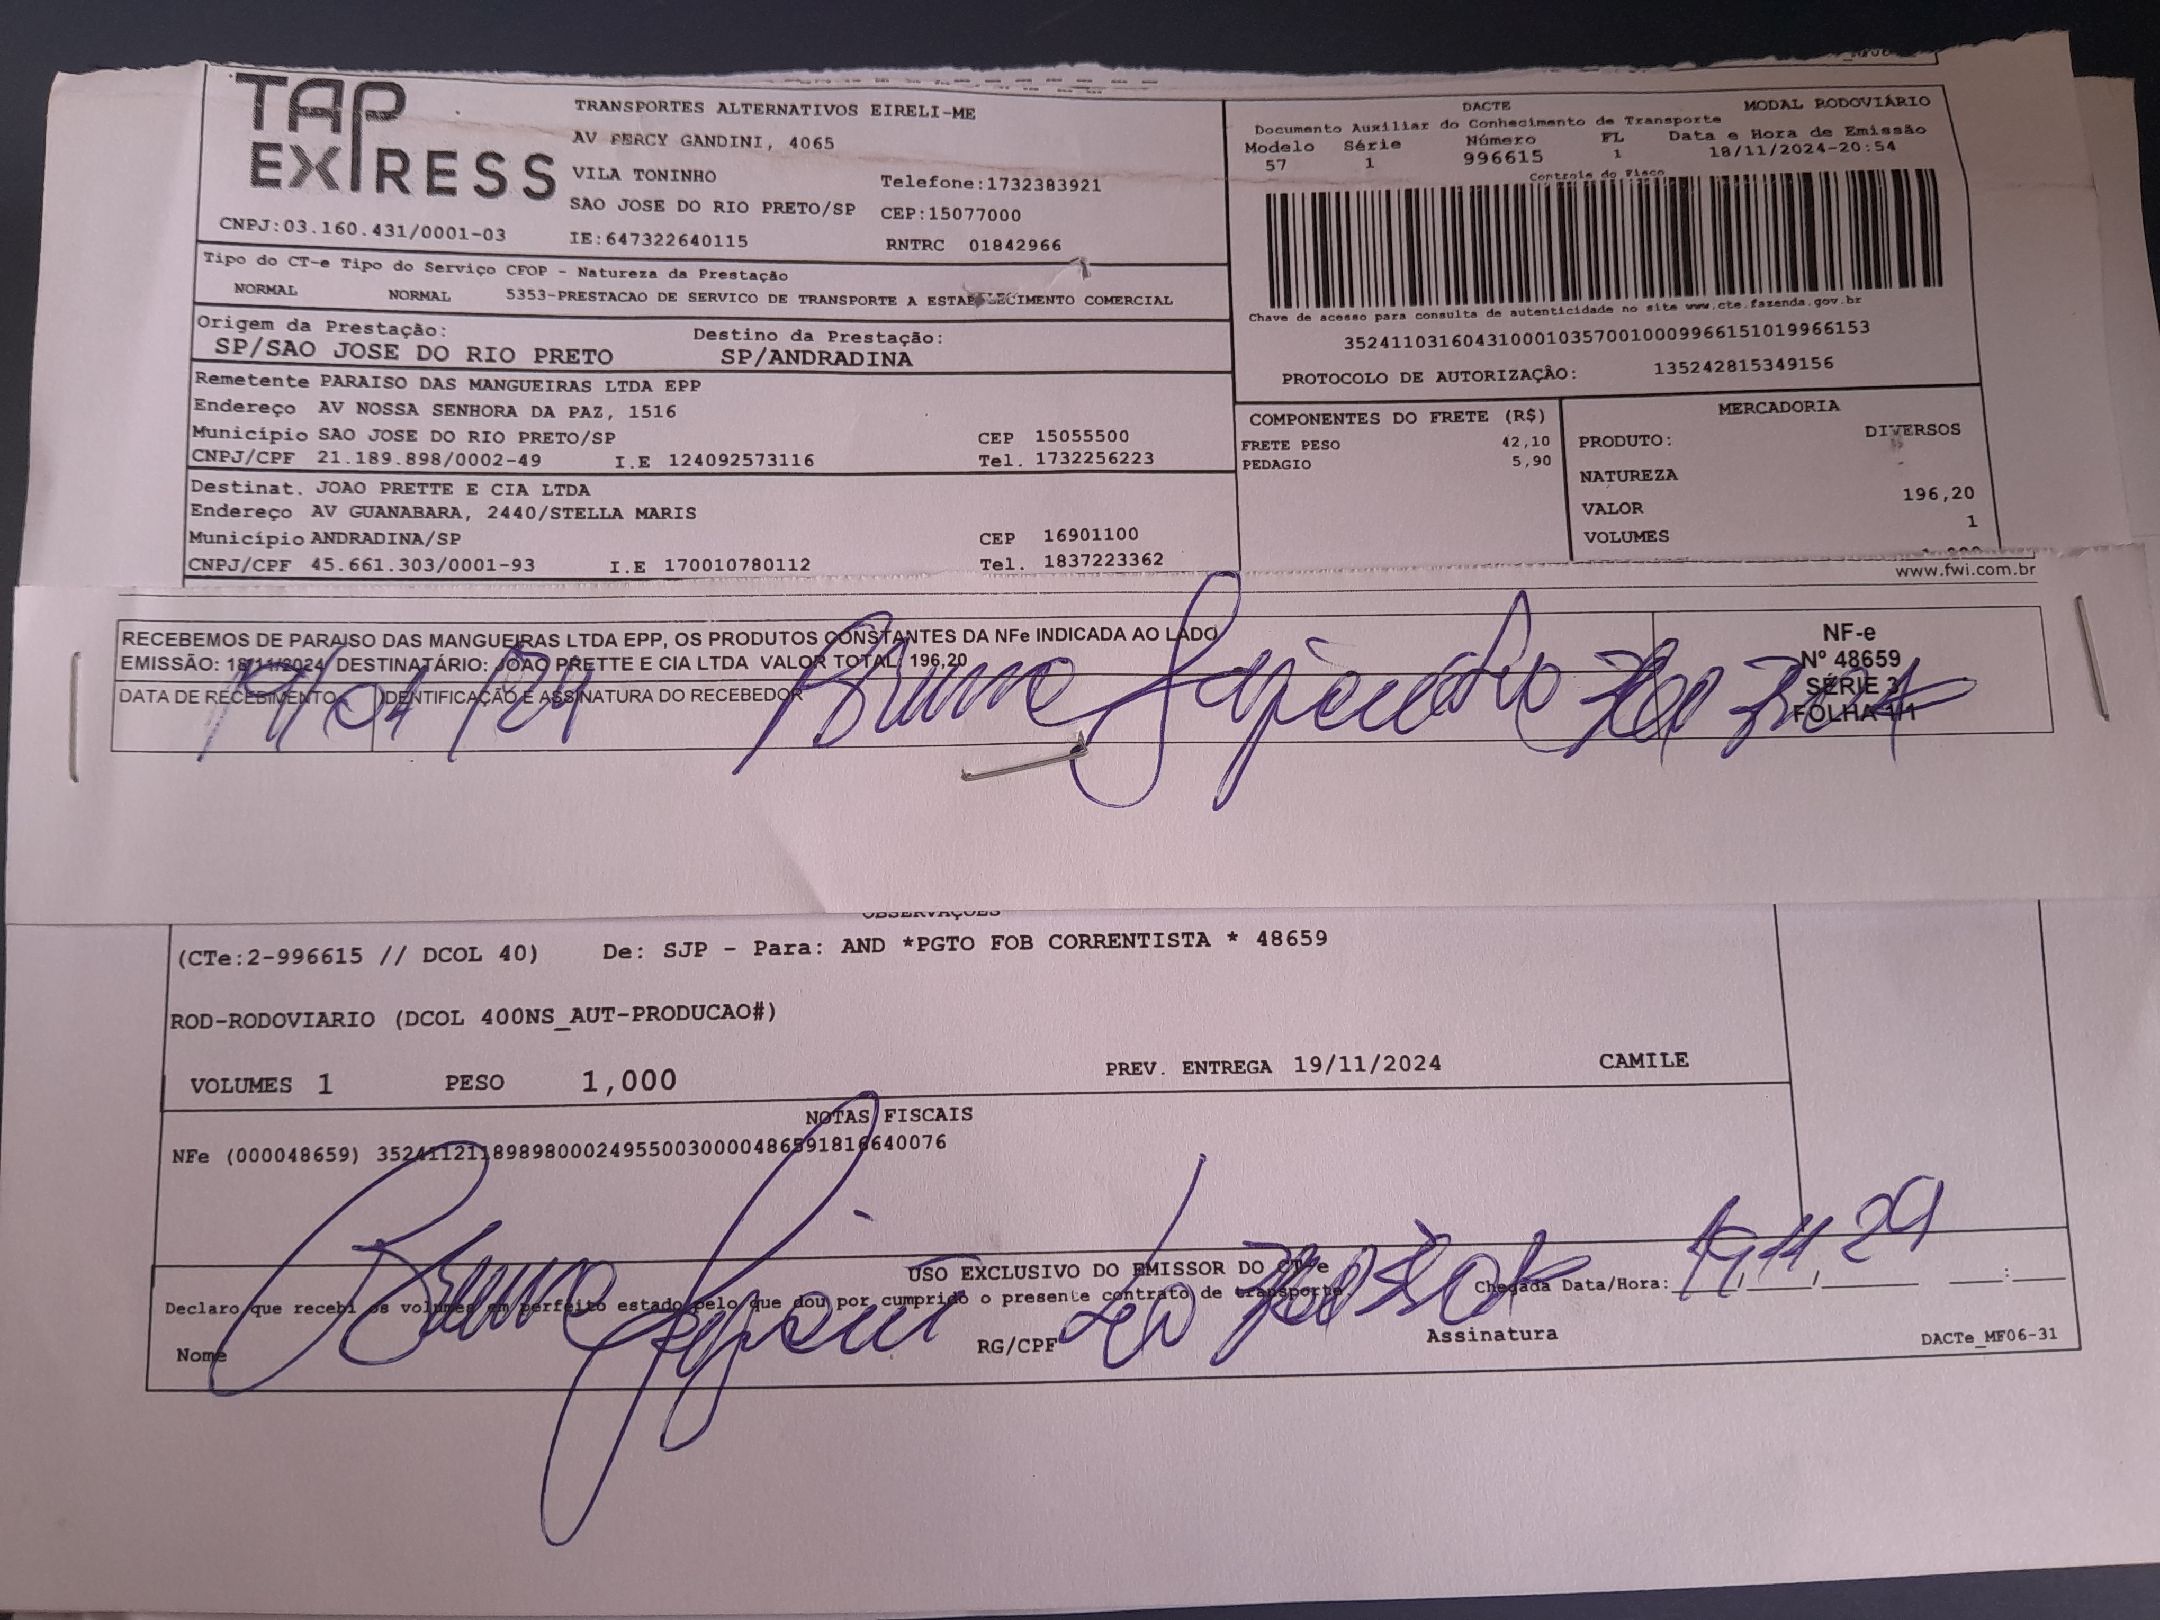 TAP EXPRESS
TRANSPORTES ALTERNATIVOS EIRELI-ME
AV PERCY GANDINI, 4065
VILA TONINHO Telefone:1732383921
SAO JOSE DO RIO PRETO/SP CEP:15077000
CNPJ:03.160.431/0001-03 IE:647322640115 RNTRC 01842966
DACTE MODAL RODOVIÁRIO
Documento Auxiliar do Conhecimento de Transporte
Modelo Série Número FL Data e Hora de Emissão
57 1 996615 1 18/11/2024-20:54
Controle do Fisco
Chave de acesso para consulta de autenticidade no site www.cte.fazenda.gov.br
35241103160431000103570010009966151019966153
PROTOCOLO DE AUTORIZAÇÃO: 135242815349156
Tipo do CT-e Tipo do Serviço CFOP - Natureza da Prestação
NORMAL NORMAL 5353-PRESTACAO DE SERVICO DE TRANSPORTE A ESTABELECIMENTO COMERCIAL
Origem da Prestação: Destino da Prestação:
SP/SAO JOSE DO RIO PRETO SP/ANDRADINA
Remetente PARAISO DAS MANGUEIRAS LTDA EPP
Endereço AV NOSSA SENHORA DA PAZ, 1516
Município SAO JOSE DO RIO PRETO/SP CEP 15055500
CNPJ/CPF 21.189.898/0002-49 I.E 124092573116 Tel. 1732256223
Destinat. JOAO PRETTE E CIA LTDA
Endereço AV GUANABARA, 2440/STELLA MARIS
Município ANDRADINA/SP CEP 16901100
CNPJ/CPF 45.661.303/0001-93 I.E 170010780112 Tel. 1837223362
COMPONENTES DO FRETE (R$)
FRETE PESO 42,10
PEDAGIO 5,90
MERCADORIA
PRODUTO: DIVERSOS
NATUREZA
VALOR 196,20
VOLUMES 1
www.fwi.com.br
RECEBEMOS DE PARAISO DAS MANGUEIRAS LTDA EPP, OS PRODUTOS CONSTANTES DA NFe INDICADA AO LADO
EMISSÃO: 18/11/2024 DESTINATÁRIO: JOAO PRETTE E CIA LTDA VALOR TOTAL: 196,20
DATA DE RECEBIMENTO IDENTIFICAÇÃO E ASSINATURA DO RECEBEDOR
NF-e
Nº 48659
SÉRIE 3
FOLHA 1/1
Bruno
OBSERVAÇÕES
(CTe:2-996615 // DCOL 40) De: SJP - Para: AND *PGTO FOB CORRENTISTA * 48659
ROD-RODOVIARIO (DCOL 400NS_AUT-PRODUCAO#)
VOLUMES 1 PESO 1,000 PREV. ENTREGA 19/11/2024 CAMILE
NOTAS FISCAIS
NFe (000048659) 35241121189898000249550030000486591816640076
USO EXCLUSIVO DO EMISSOR DO CT-e
Declaro que recebi os volumes em perfeito estado pelo que dou por cumprido o presente contrato de transporte Chegada Data/Hora: 19/11/24
Nome Bruno RG/CPF Assinatura DACTe_MF06-31